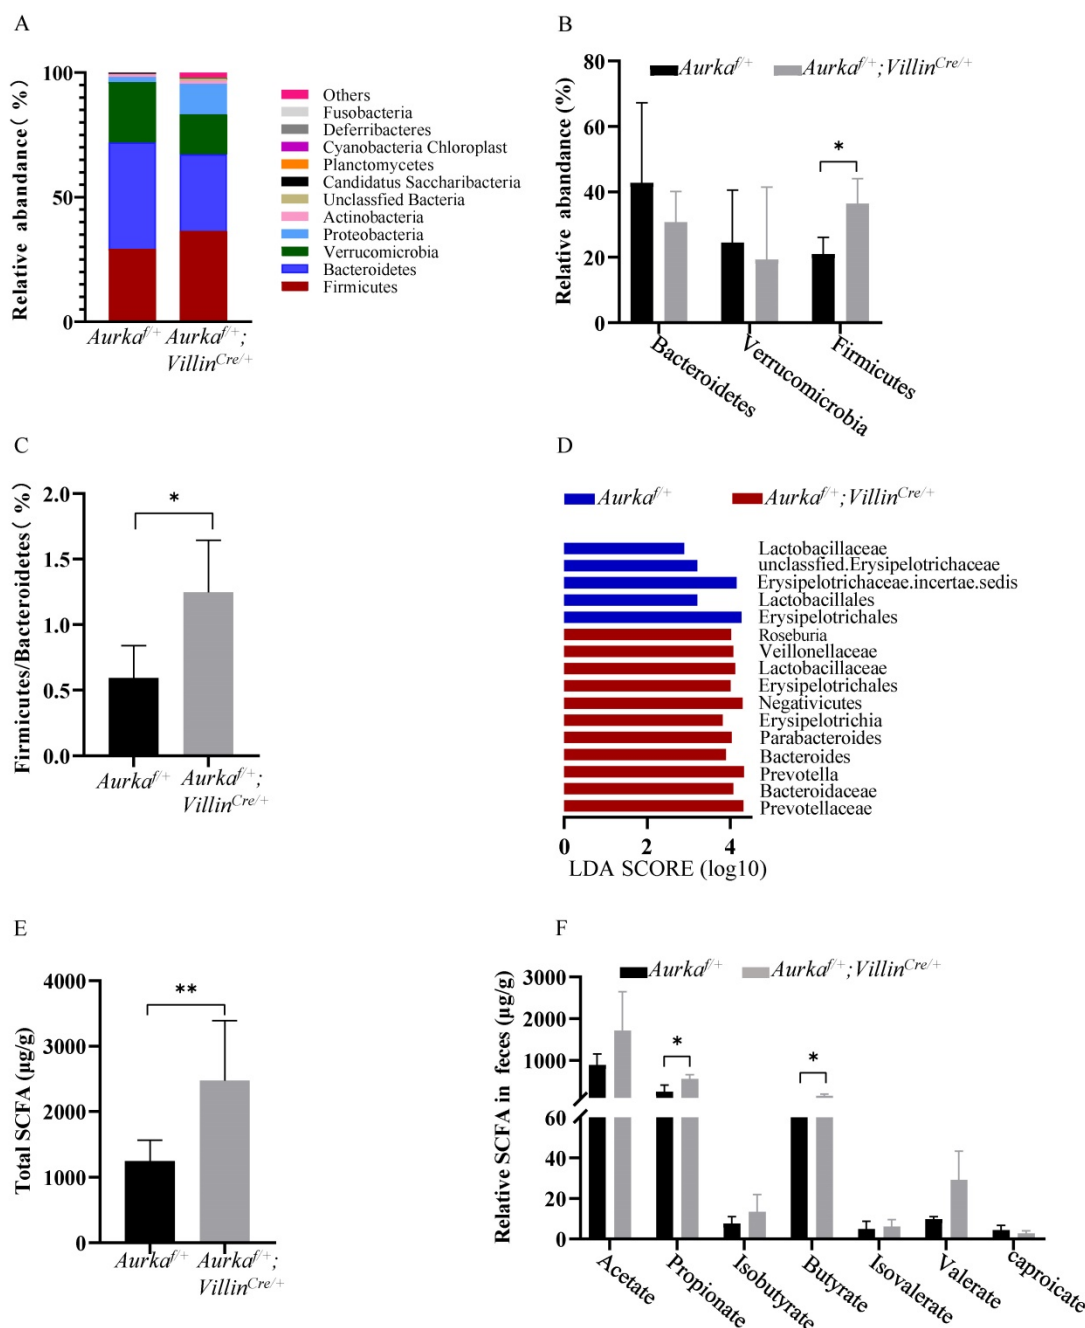 A
Relative abandance( %)
100
50
0
Aurka^f/+
Aurka^f/+;
Villin^Cre/+
Others
Fusobacteria
Deferribacteres
Cyanobacteria Chloroplast
Planctomycetes
Candidatus Saccharibacteria
Unclassfied Bacteria
Actinobacteria
Proteobacteria
Verrucomicrobia
Bacteroidetes
Firmicutes
B
Aurka^f/+
Aurka^f/+;Villin^Cre/+
Relative abandance (%)
80
60
40
20
0
*
Bacteroidetes
Verrucomicrobia
Firmicutes
C
Firmicutes/Bacteroidetes( %)
2.0
1.5
1.0
0.5
0.0
*
Aurka^f/+
Aurka^f/+;
Villin^Cre/+
D
Aurka^f/+
Aurka^f/+;Villin^Cre/+
Lactobacillaceae
unclassfied.Erysipelotrichaceae
Erysipelotrichaceae.incertae.sedis
Lactobacillales
Erysipelotrichales
Roseburia
Veillonellaceae
Lactobacillaceae
Erysipelotrichales
Negativicutes
Erysipelotrichia
Parabacteroides
Bacteroides
Prevotella
Bacteroidaceae
Prevotellaceae
0 2 4
LDA SCORE (log10)
E
Total SCFA (μg/g)
4000
3000
2000
1000
0
**
Aurka^f/+
Aurka^f/+;
Villin^Cre/+
F
Aurka^f/+
Aurka^f/+;Villin^Cre/+
Relative SCFA in feces (μg/g)
3000
2000
1000
60
40
20
0
*
*
Acetate
Propionate
Isobutyrate
Butyrate
Isovalerate
Valerate
caproicate